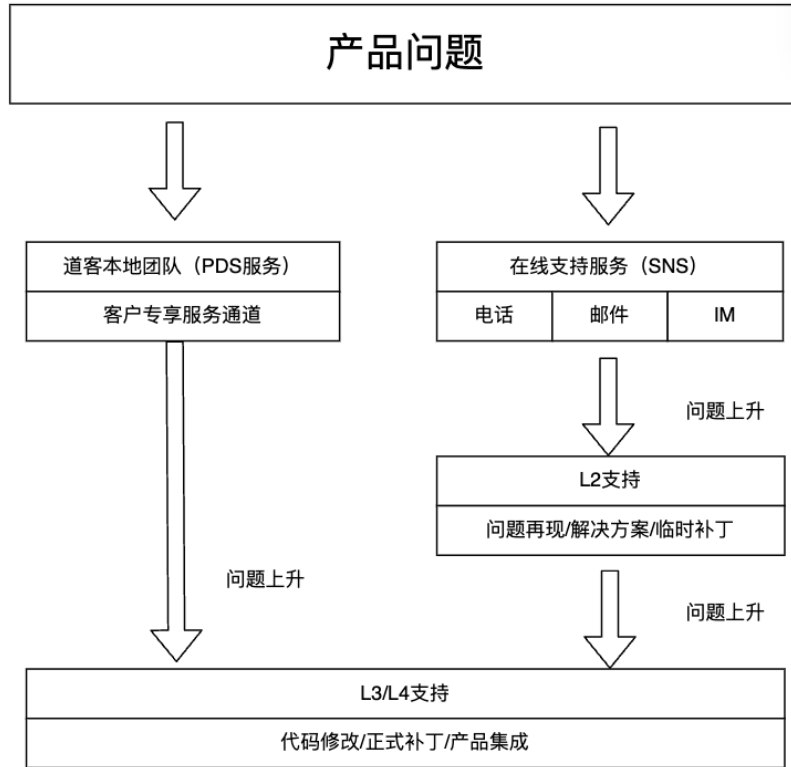 产品问题
道客本地团队（PDS服务）
客户专享服务通道
在线支持服务（SNS）
电话 邮件 IM
问题上升
L2支持
问题再现/解决方案/临时补丁
问题上升
问题上升
L3/L4支持
代码修改/正式补丁/产品集成